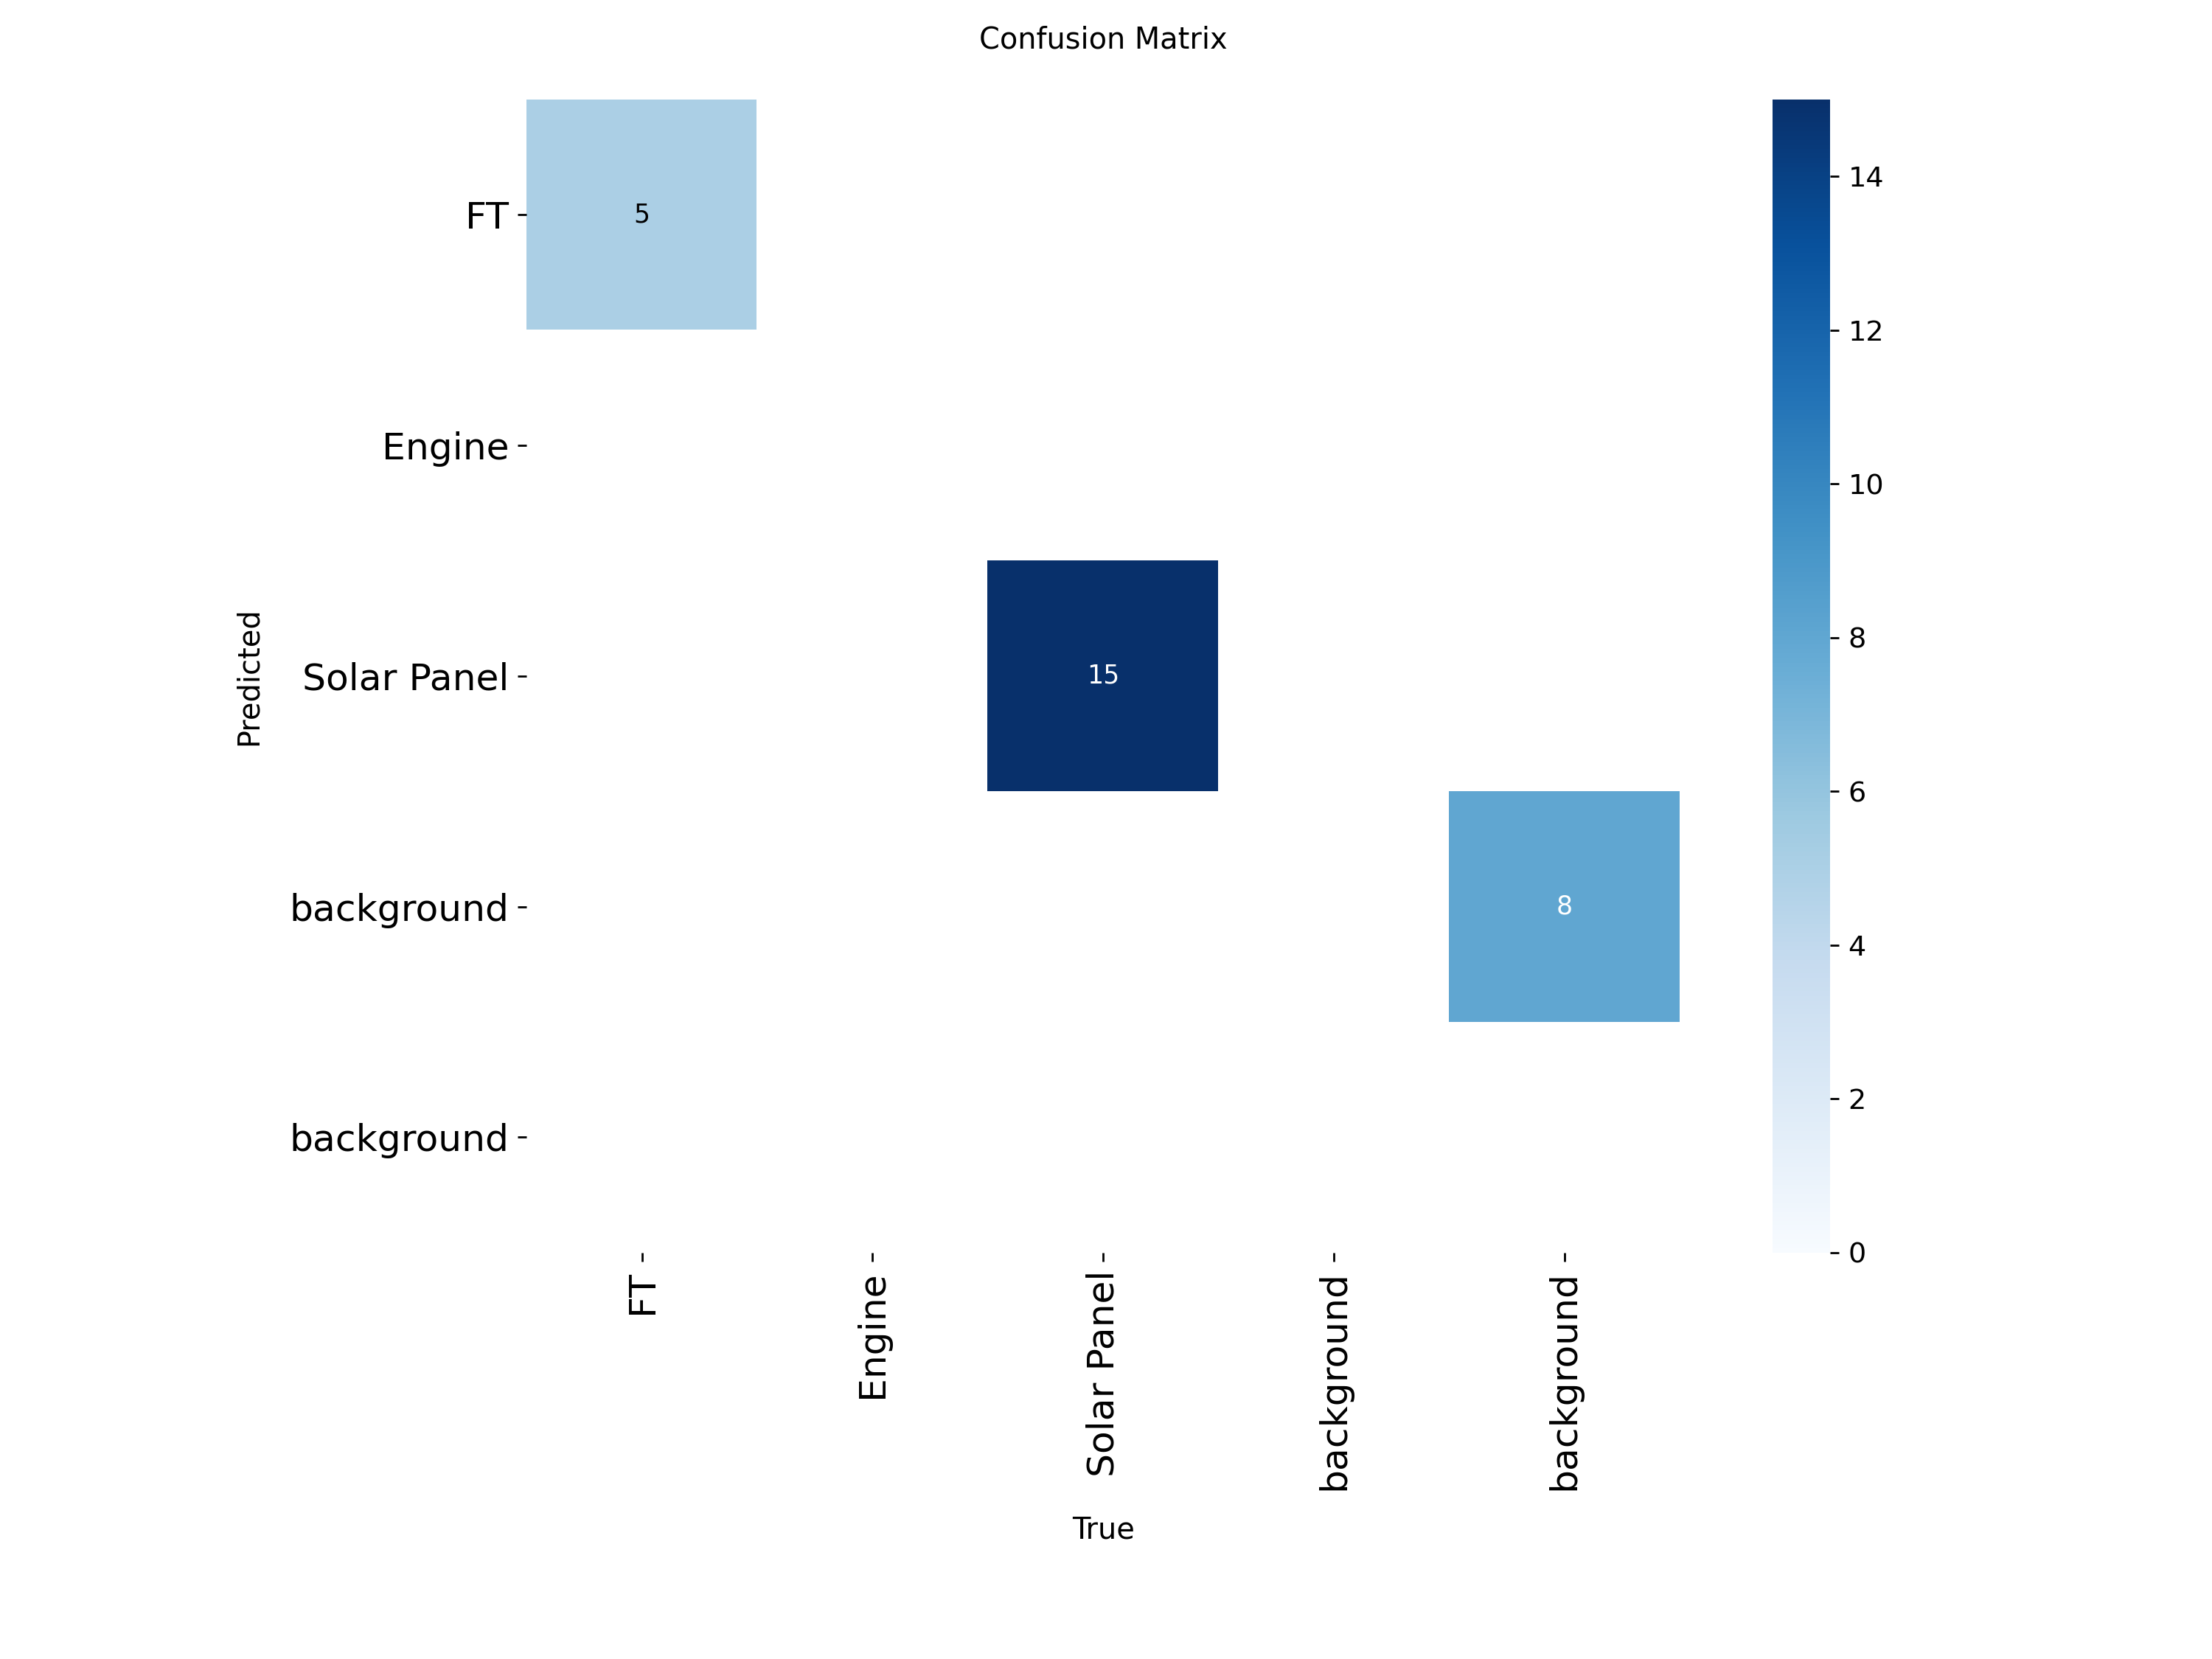 Confusion Matrix
FT
5
Engine
Solar Panel
15
background
8
background
Predicted
FT
Engine
Solar Panel
background
background
True
14
12
10
8
6
4
2
0